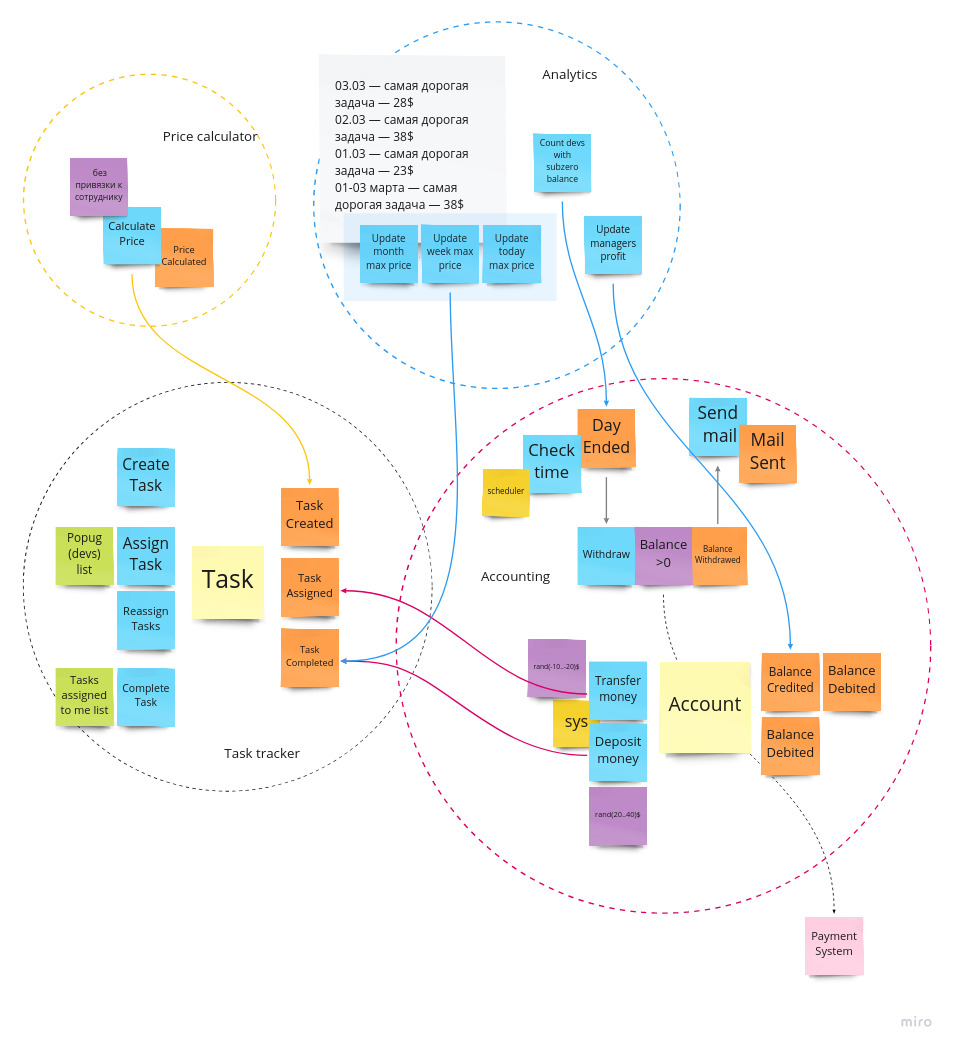 Analytics
03.03 — самая дорогая
задача — 28$
02.03 — самая дорогая
задача — 38$
01.03 — самая дорогая
задача — 23$
01-03 марта — самая
дорогая задача — 38$
Price calculator
без
привязки к
сотруднику
Calculate
Price
Price
Calculated
Count devs
with
subzero
balance
Update
managers
profit
Update
month
max price
Update
week max
price
Update
today
max price
Create
Task
Popug
(devs)
list
Assign
Task
Reassign
Tasks
Tasks
assigned
to me list
Complete
Task
Task
Task
Created
Task
Assigned
Task
Completed
Task tracker
Day
Ended
Check
time
scheduler
Send
mail
Mail
Sent
Withdraw
Balance
>0
Balance
Withdrawed
Accounting
rand(-10..-20)$
Transfer
money
sys
Deposit
money
rand(20..40)$
Account
Balance
Credited
Balance
Debited
Balance
Debited
Payment
System
miro